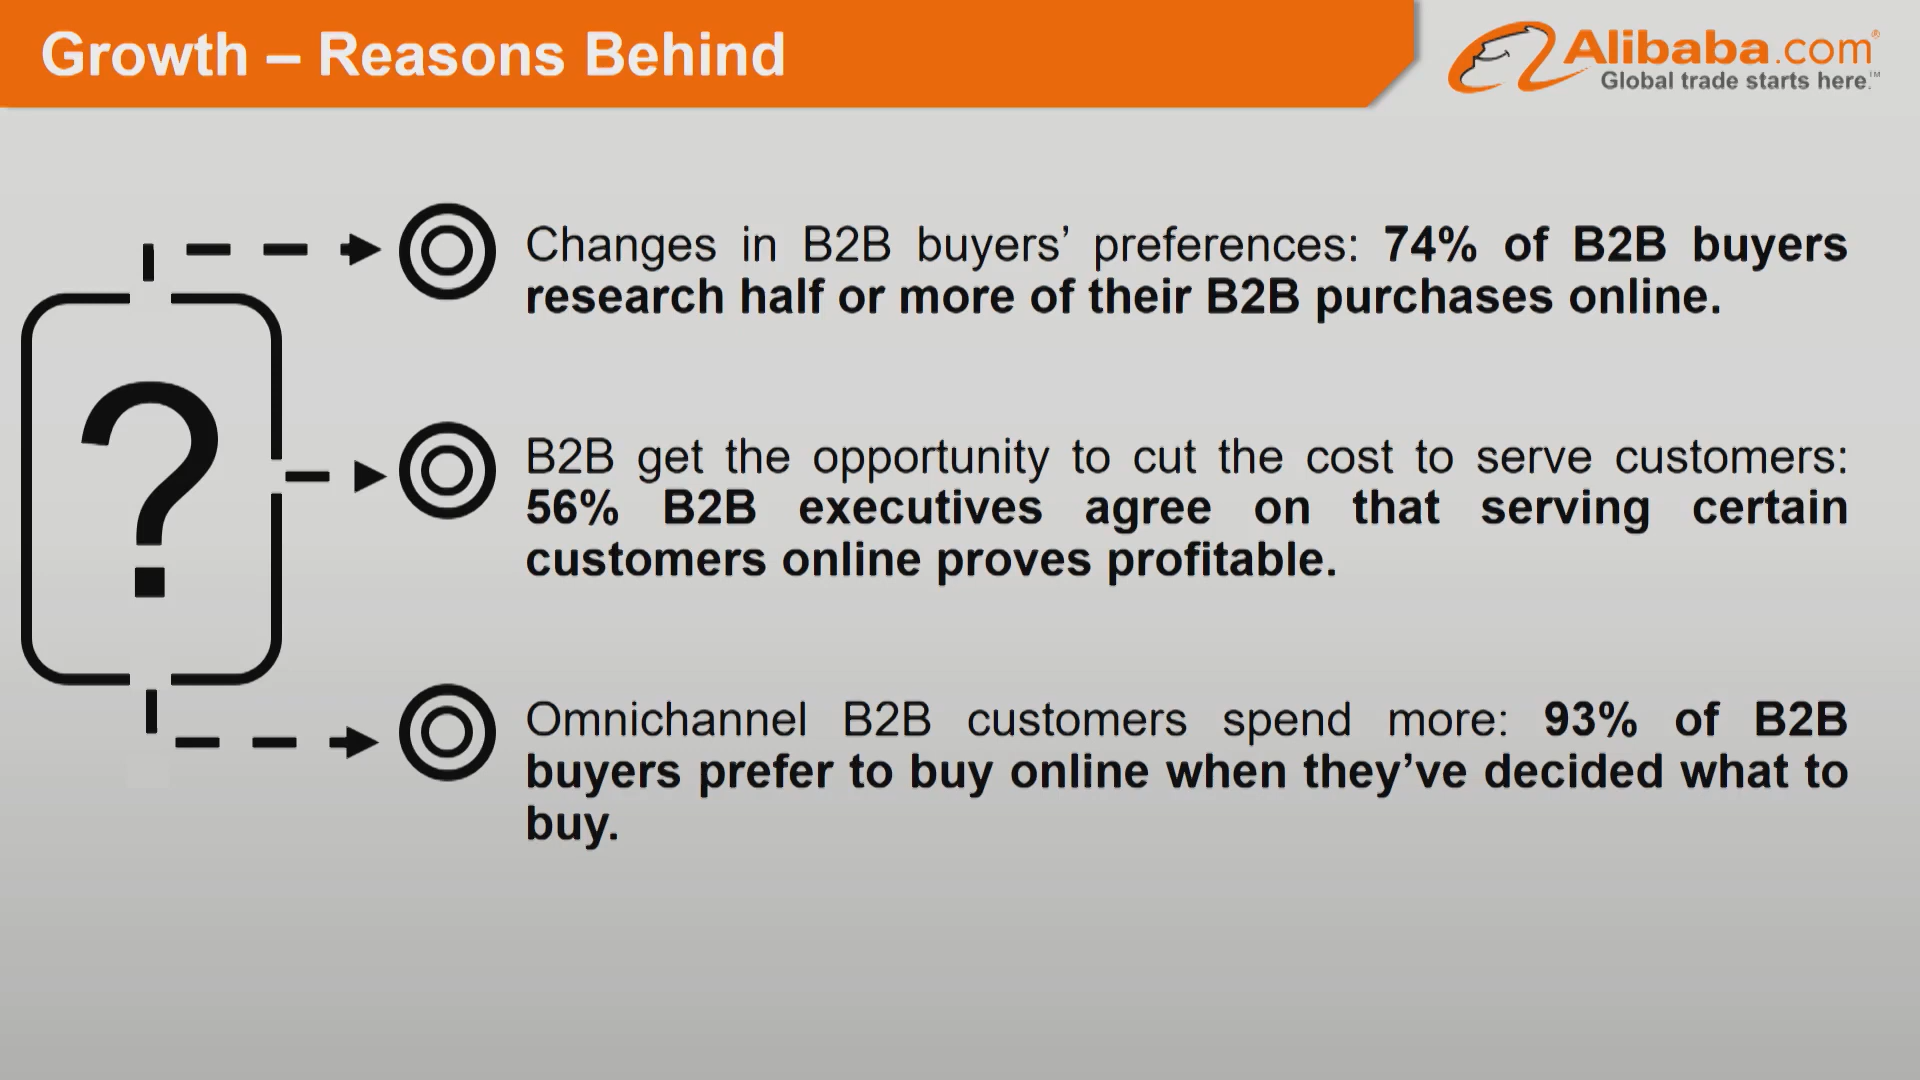 Growth – Reasons Behind
Alibaba.com®
Global trade starts here.™
Changes in B2B buyers’ preferences: 74% of B2B buyers
research half or more of their B2B purchases online.
?
B2B get the opportunity to cut the cost to serve customers:
56% B2B executives agree on that serving certain
customers online proves profitable.
Omnichannel B2B customers spend more: 93% of B2B
buyers prefer to buy online when they’ve decided what to
buy.